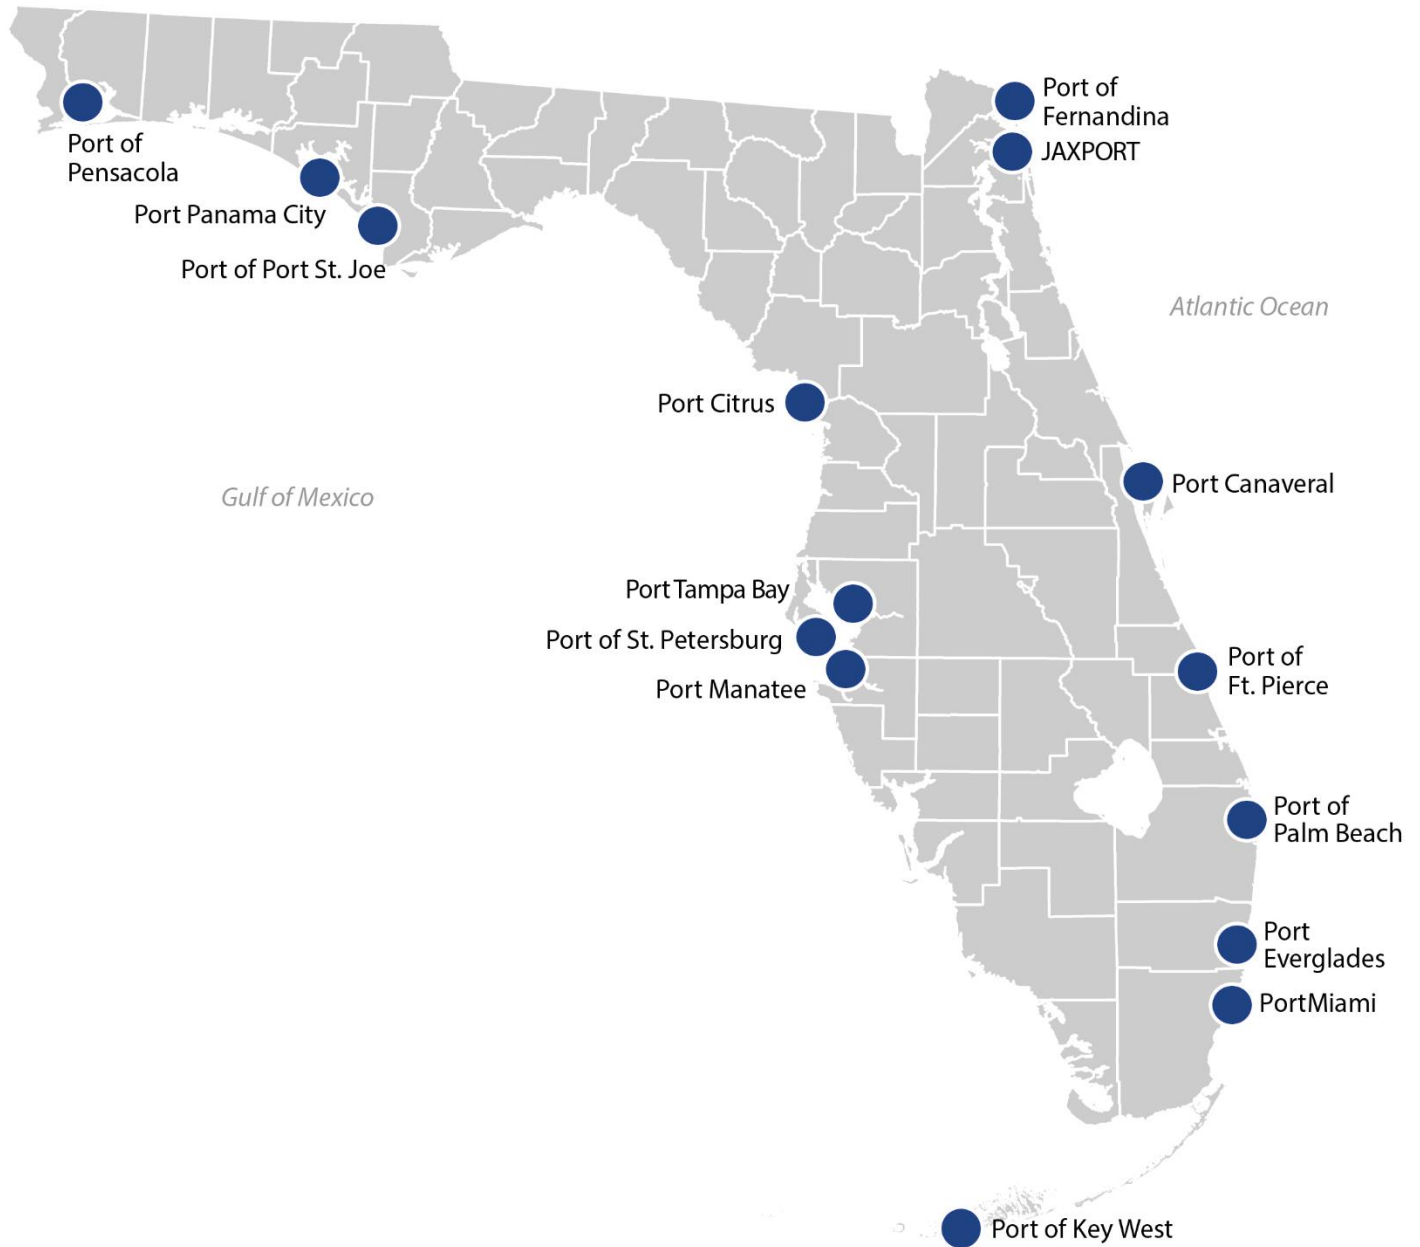 Port of
Fernandina
JAXPORT
Port of
Pensacola
Port Panama City
Port of Port St. Joe
Atlantic Ocean
Port Citrus
Gulf of Mexico
Port Canaveral
Port Tampa Bay
Port of St. Petersburg
Port Manatee
Port of
Ft. Pierce
Port of
Palm Beach
Port
Everglades
PortMiami
Port of Key West